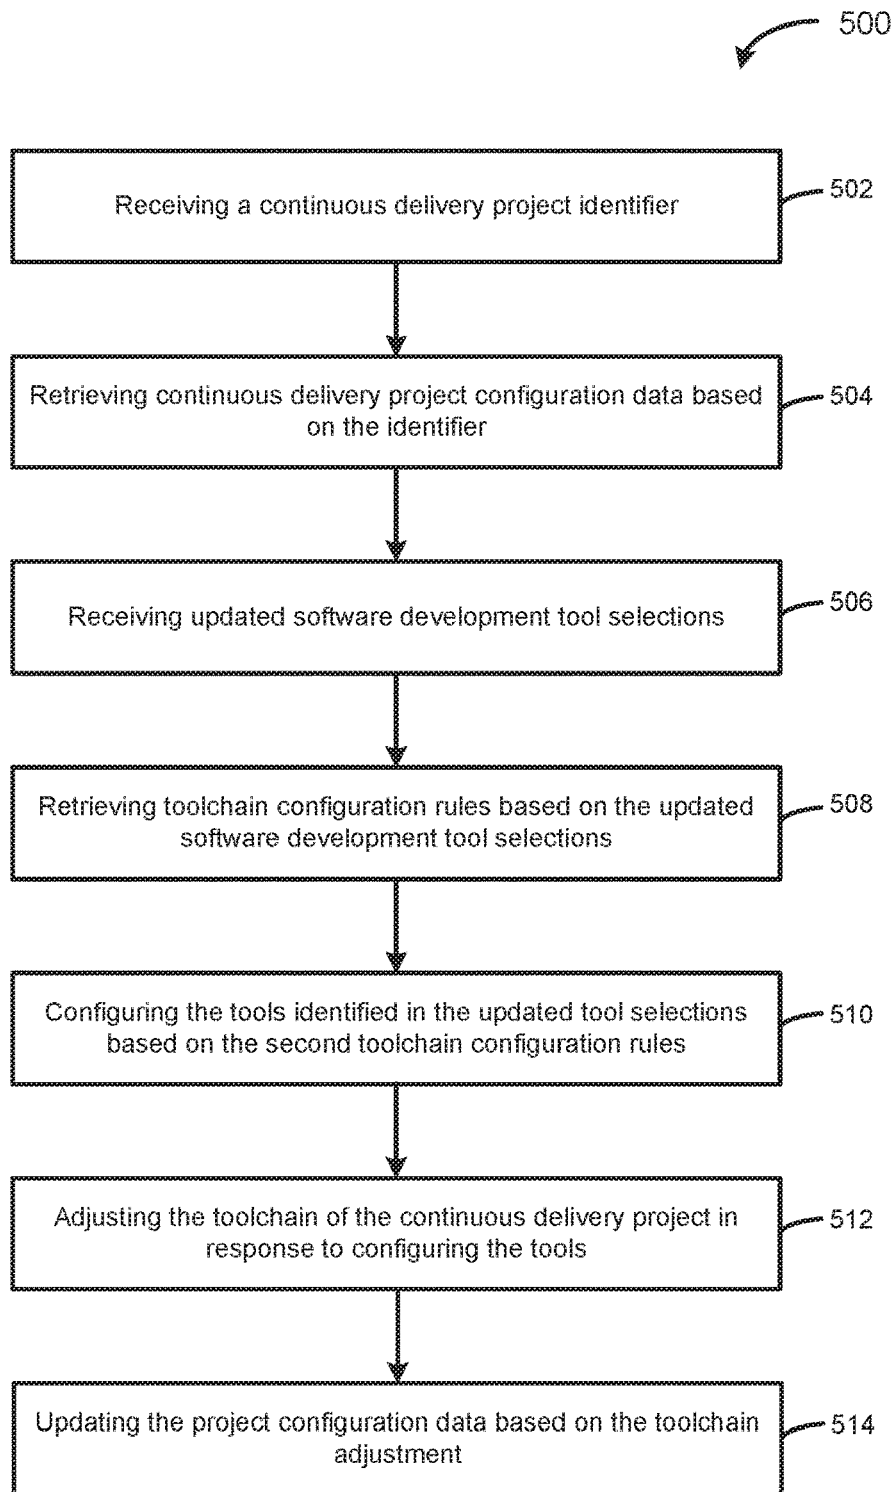 500
Receiving a continuous delivery project identifier
502
Retrieving continuous delivery project configuration data based
on the identifier
504
Receiving updated software development tool selections
506
Retrieving toolchain configuration rules based on the updated
software development tool selections
508
Configuring the tools identified in the updated tool selections
based on the second toolchain configuration rules
510
Adjusting the toolchain of the continuous delivery project in
response to configuring the tools
512
Updating the project configuration data based on the toolchain
adjustment
514